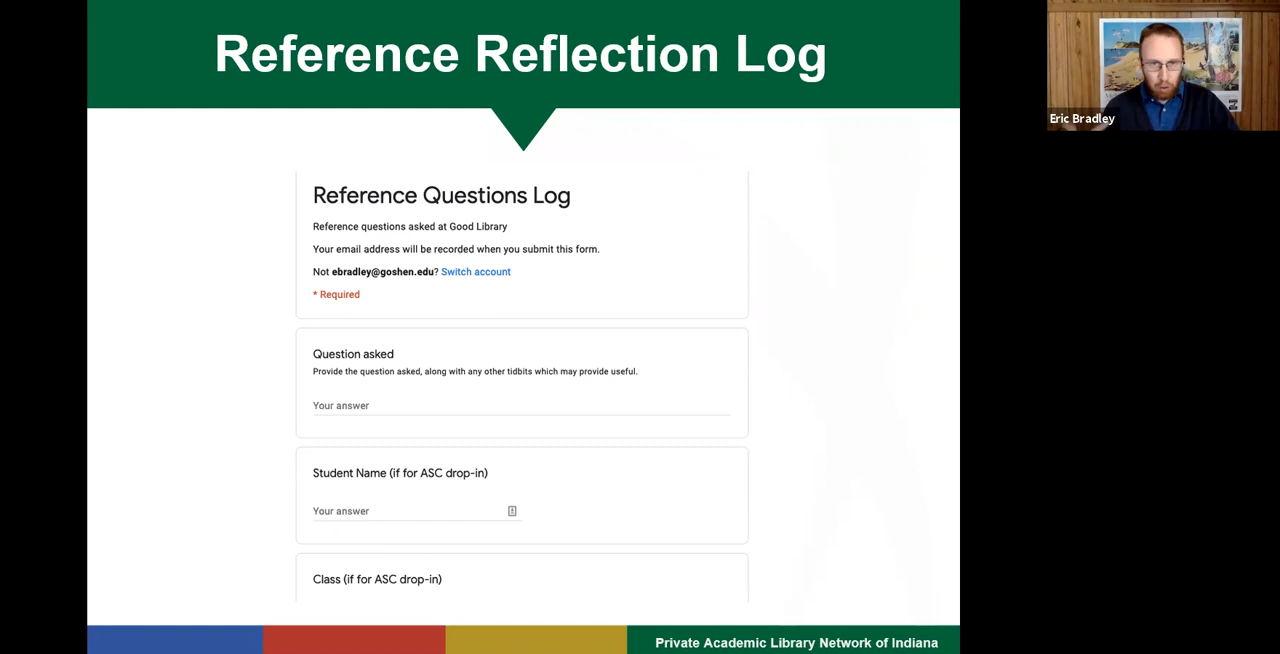 Reference Reflection Log
Eric Bradley
Reference Questions Log
Reference questions asked at Good Library
Your email address will be recorded when you submit this form.
Not ebradley@goshen.edu? Switch account
* Required
Question asked
Provide the question asked, along with any other tidbits which may provide useful.
Your answer
Student Name (if for ASC drop-in)
Your answer
Class (if for ASC drop-in)
Private Academic Library Network of Indiana